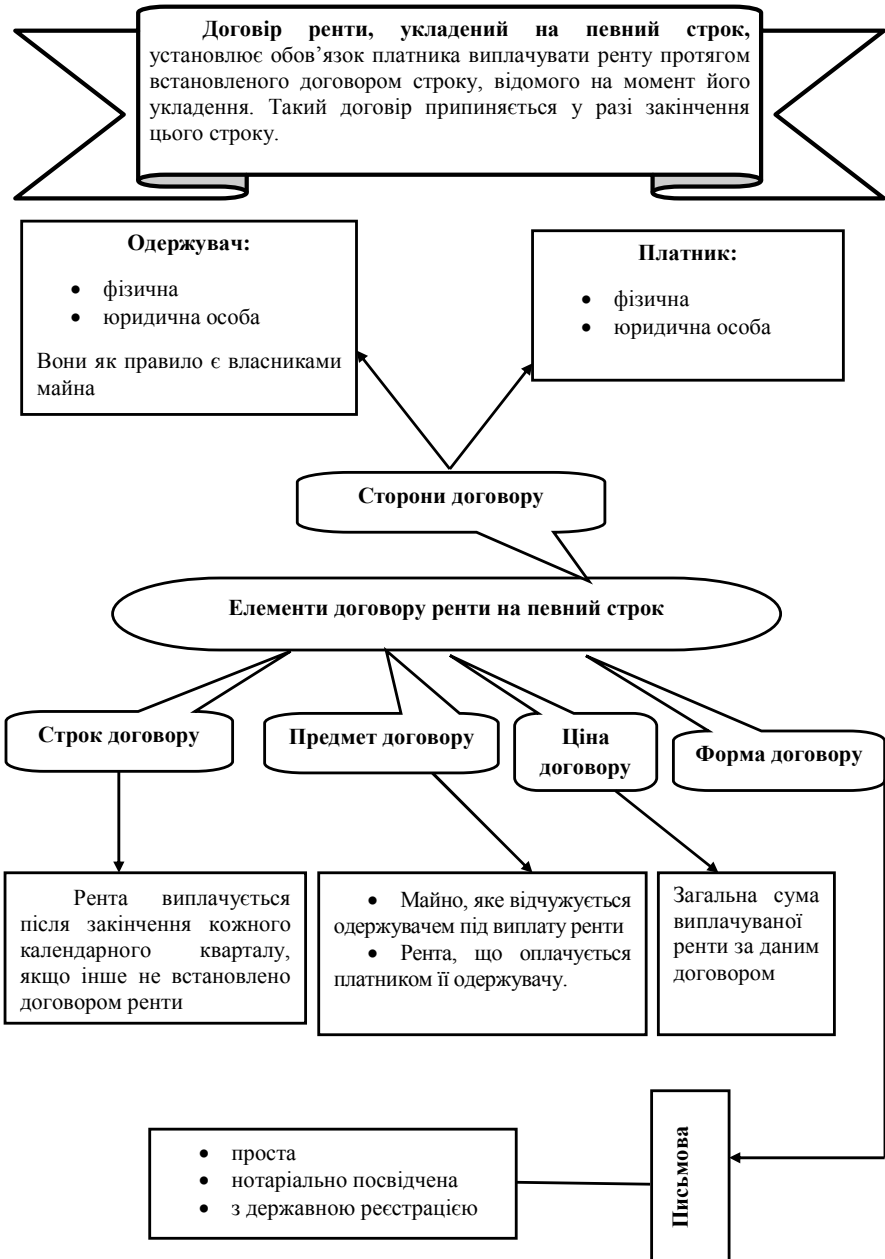 Договір ренти, укладений на певний строк,
установлює обов’язок платника виплачувати ренту протягом
встановленого договором строку, відомого на момент його
укладення. Такий договір припиняється у разі закінчення
цього строку.
Одержувач:
• фізична
• юридична особа
Вони як правило є власниками
майна
Платник:
• фізична
• юридична особа
Сторони договору
Елементи договору ренти на певний строк
Строк договору
Предмет договору
Ціна
договору
Форма договору
Рента виплачується
після закінчення кожного
календарного кварталу,
якщо інше не встановлено
договором ренти
• Майно, яке відчужується
одержувачем під виплату ренти
• Рента, що оплачується
платником її одержувачу.
Загальна сума
виплачуваної
ренти за даним
договором
• проста
• нотаріально посвідчена
• з державною реєстрацією
Письмова